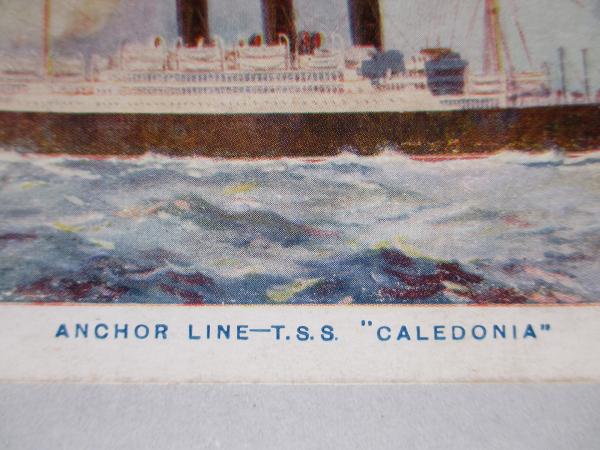 ANCHOR LINE—T.S.S. "CALEDONIA"